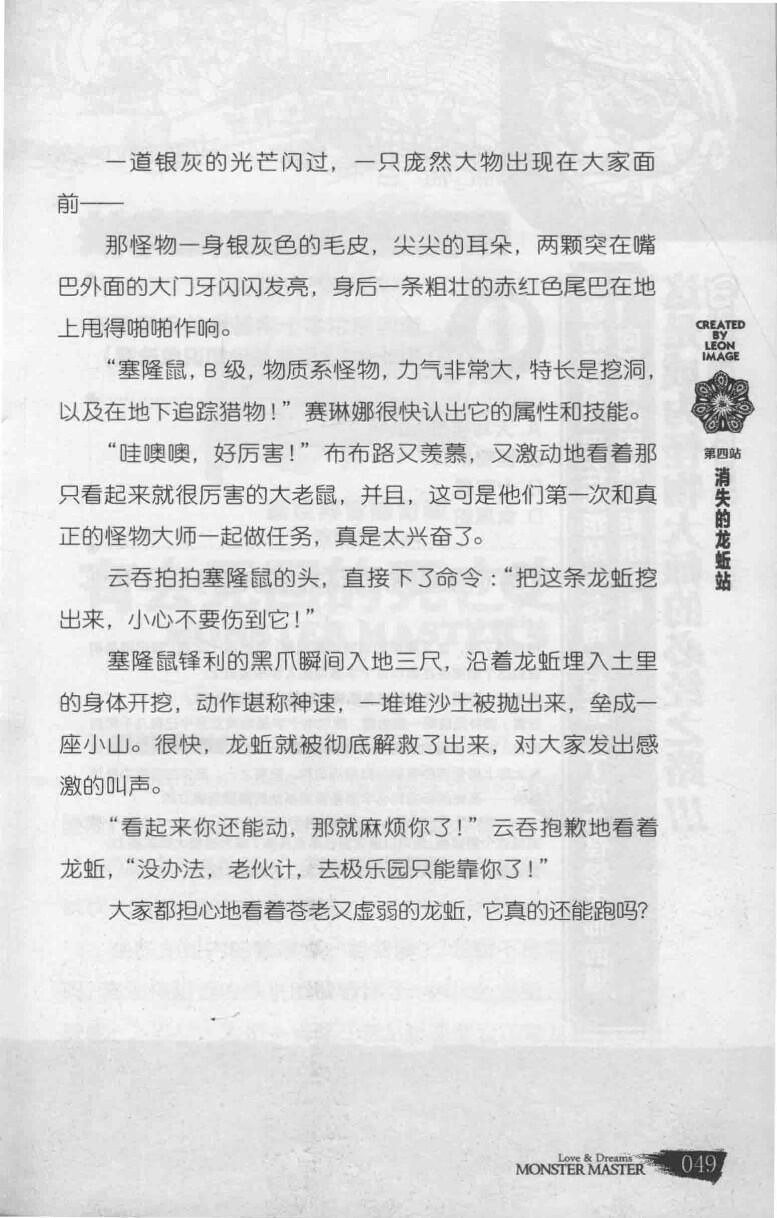 一道银灰的光芒闪过，一只庞然大物出现在大家面
前——
那怪物一身银灰色的毛皮，尖尖的耳朵，两颗突在嘴
巴外面的大门牙闪闪发亮，身后一条粗壮的赤红色尾巴在地
上甩得啪啪作响。
“塞隆鼠，B级，物质系怪物，力气非常大，特长是挖洞，
以及在地下追踪猎物！”赛琳娜很快认出它的属性和技能。
“哇噢噢，好厉害！”布布路又羡慕，又激动地看着那
只看起来就很厉害的大老鼠，并且，这可是他们第一次和真
正的怪物大师一起做任务，真是太兴奋了。
云吞拍拍塞隆鼠的头，直接下了命令：“把这条龙蚯挖
出来，小心不要伤到它！”
塞隆鼠锋利的黑爪瞬间入地三尺，沿着龙蚯埋入土里
的身体开挖，动作堪称神速，一堆堆沙土被抛出来，垒成一
座小山。很快，龙蚯就被彻底解救了出来，对大家发出感
激的叫声。
“看起来你还能动，那就麻烦你了！”云吞抱歉地看着
龙蚯，“没办法，老伙计，去极乐园只能靠你了！”
大家都担心地看着苍老又虚弱的龙蚯，它真的还能跑吗？
CREATED
BY
LEON
IMAGE
第四站
消失的龙蚯站
Love & Dreams
MONSTER MASTER
049